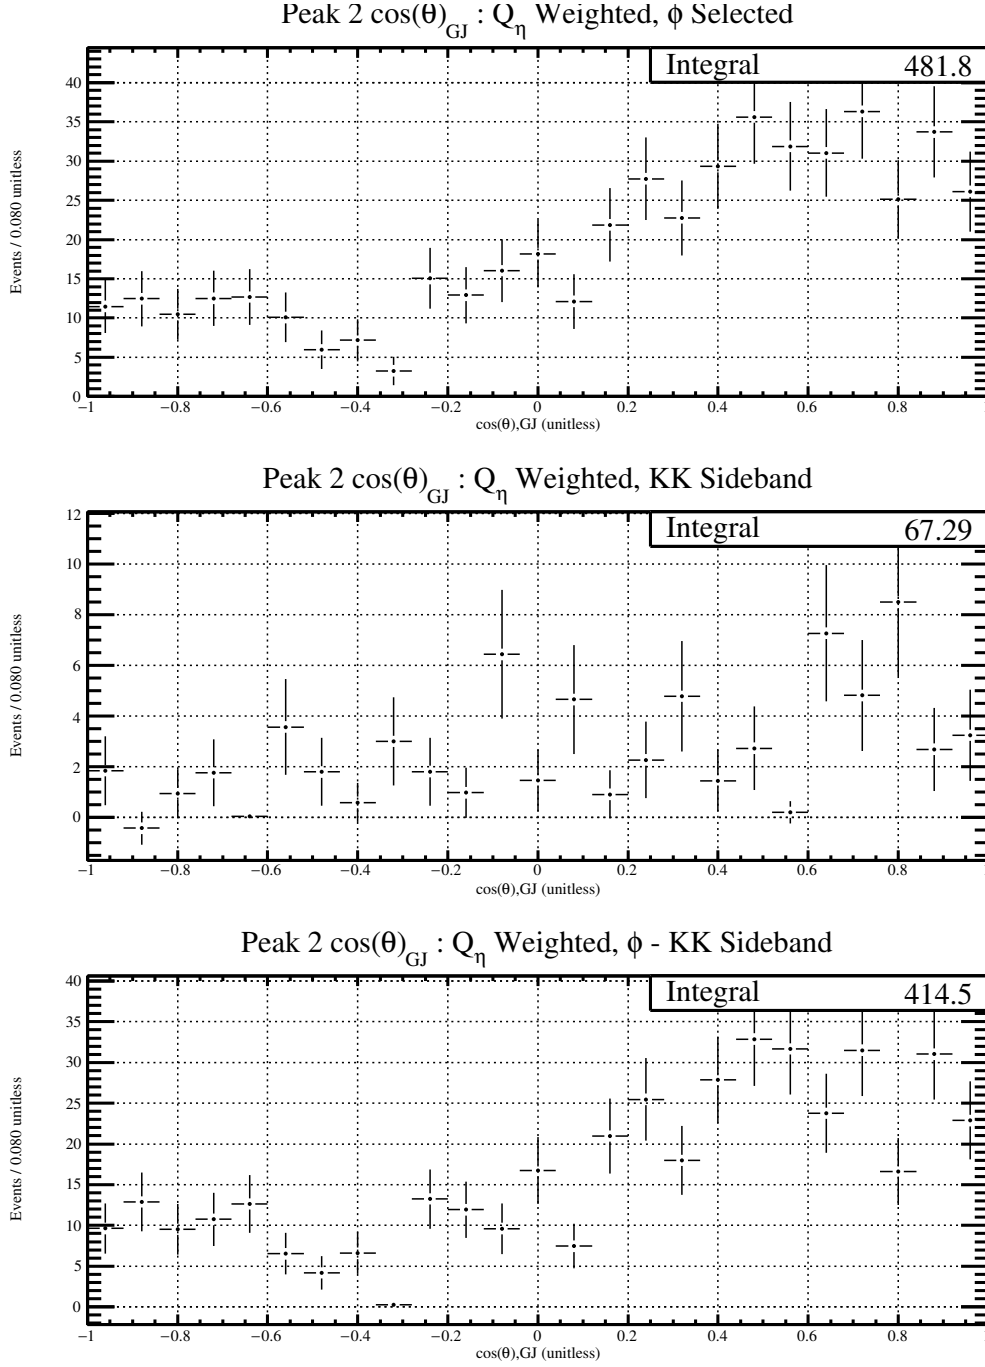 Peak 2 cos(θ)_GJ : Q_η Weighted, ϕ Selected
Integral 481.8
Events / 0.080 unitless
40
35
30
25
20
15
10
5
0
−1 −0.8 −0.6 −0.4 −0.2 0 0.2 0.4 0.6 0.8
cos(θ),GJ (unitless)
Peak 2 cos(θ)_GJ : Q_η Weighted, KK Sideband
Integral 67.29
Events / 0.080 unitless
12
10
8
6
4
2
0
−1 −0.8 −0.6 −0.4 −0.2 0 0.2 0.4 0.6 0.8
cos(θ),GJ (unitless)
Peak 2 cos(θ)_GJ : Q_η Weighted, ϕ - KK Sideband
Integral 414.5
Events / 0.080 unitless
40
35
30
25
20
15
10
5
0
−1 −0.8 −0.6 −0.4 −0.2 0 0.2 0.4 0.6 0.8
cos(θ),GJ (unitless)